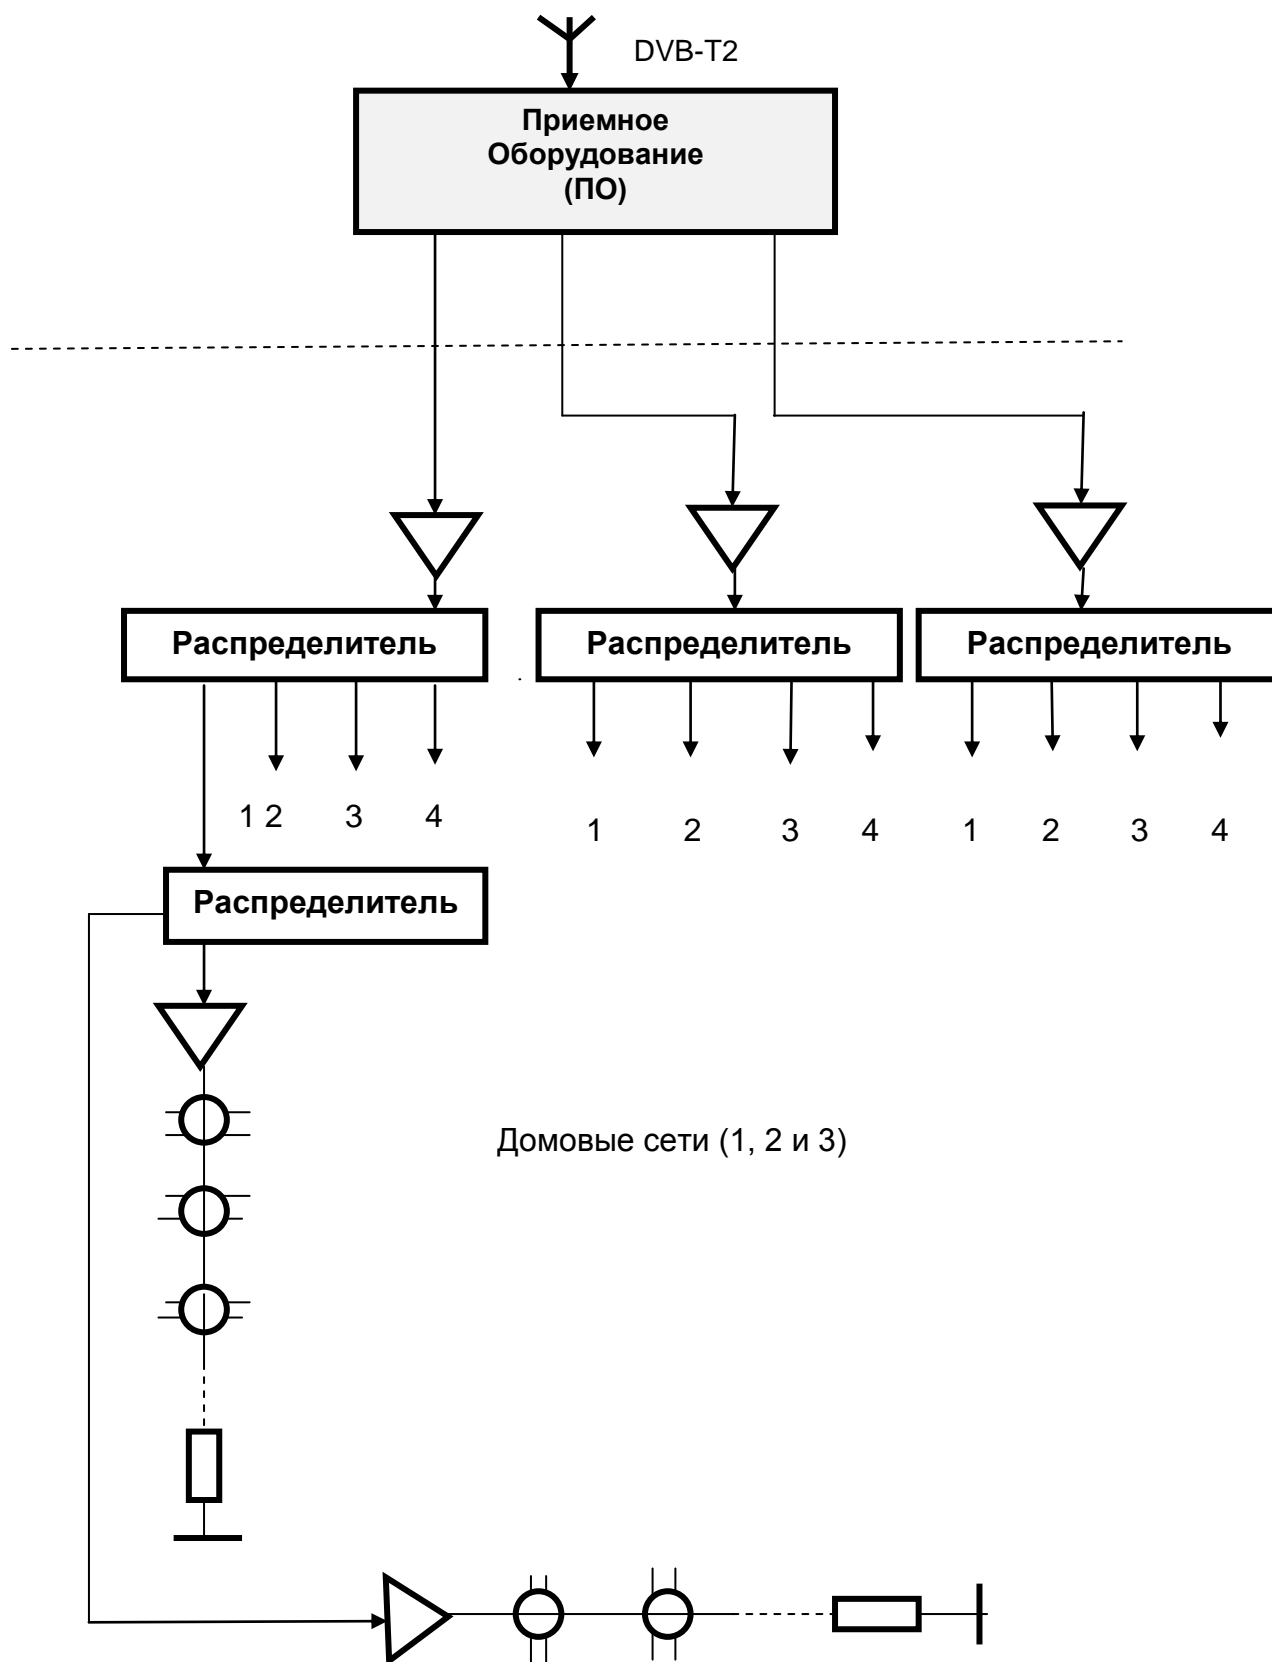 DVB-T2
Приемное
Оборудование
(ПО)
Распределитель
Распределитель
Распределитель
1 2 3 4
1 2 3 4
1 2 3 4
Распределитель
Домовые сети (1, 2 и 3)